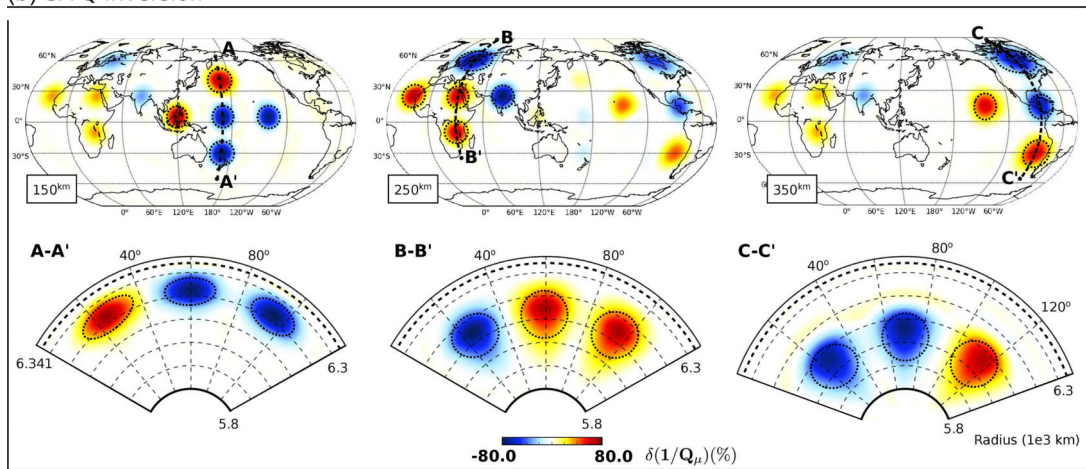 A
A'
60°N
30°N
0°
30°S
150km
0° 60°E 120°E 180°W 120°W 60°W
B
B'
60°N
30°N
0°
30°S
250km
0° 60°E 120°E 180°W 120°W 60°W
C
C'
60°N
30°N
0°
30°S
350km
0° 60°E 120°E 180°W 120°W 60°W
A-A'
40° 80°
6.341 6.3
5.8
B-B'
40° 80°
6.3
5.8
C-C'
40° 80° 120°
6.3
5.8
Radius (1e3 km)
-80.0 80.0 δ(1/Qμ)(%)